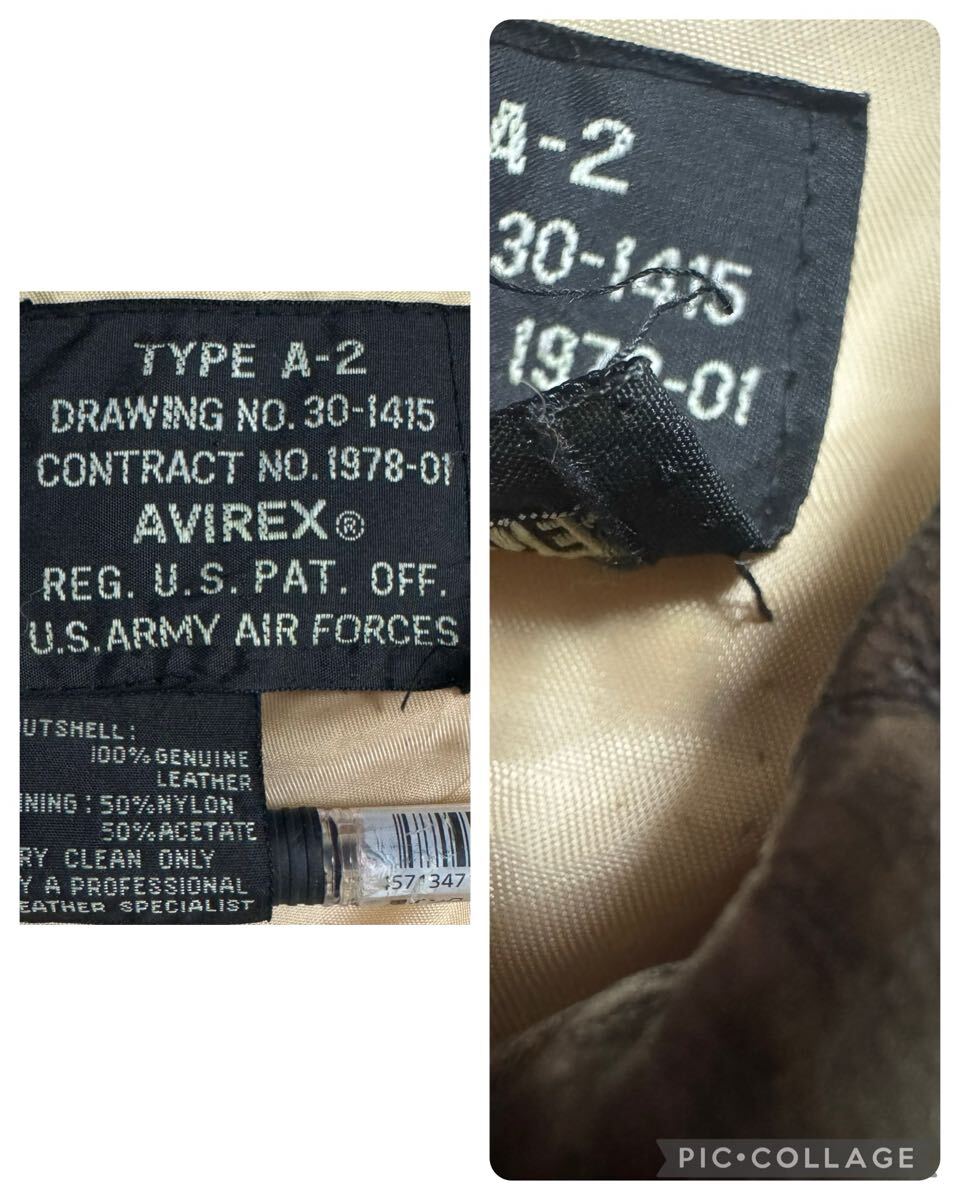 TYPE A-2
DRAWING NO. 30-1415
CONTRACT NO. 1978-01
AVIREX®
REG. U.S. PAT. OFF.
U.S. ARMY AIR FORCES
UTSHELL:
100% GENUINE
LEATHER
NING: 50% NYLON
50% ACETATE
RY CLEAN ONLY
Y A PROFESSIONAL
EATHER SPECIALIST
571347
A-2
30-1415
1978-01
PIC•COLLAGE